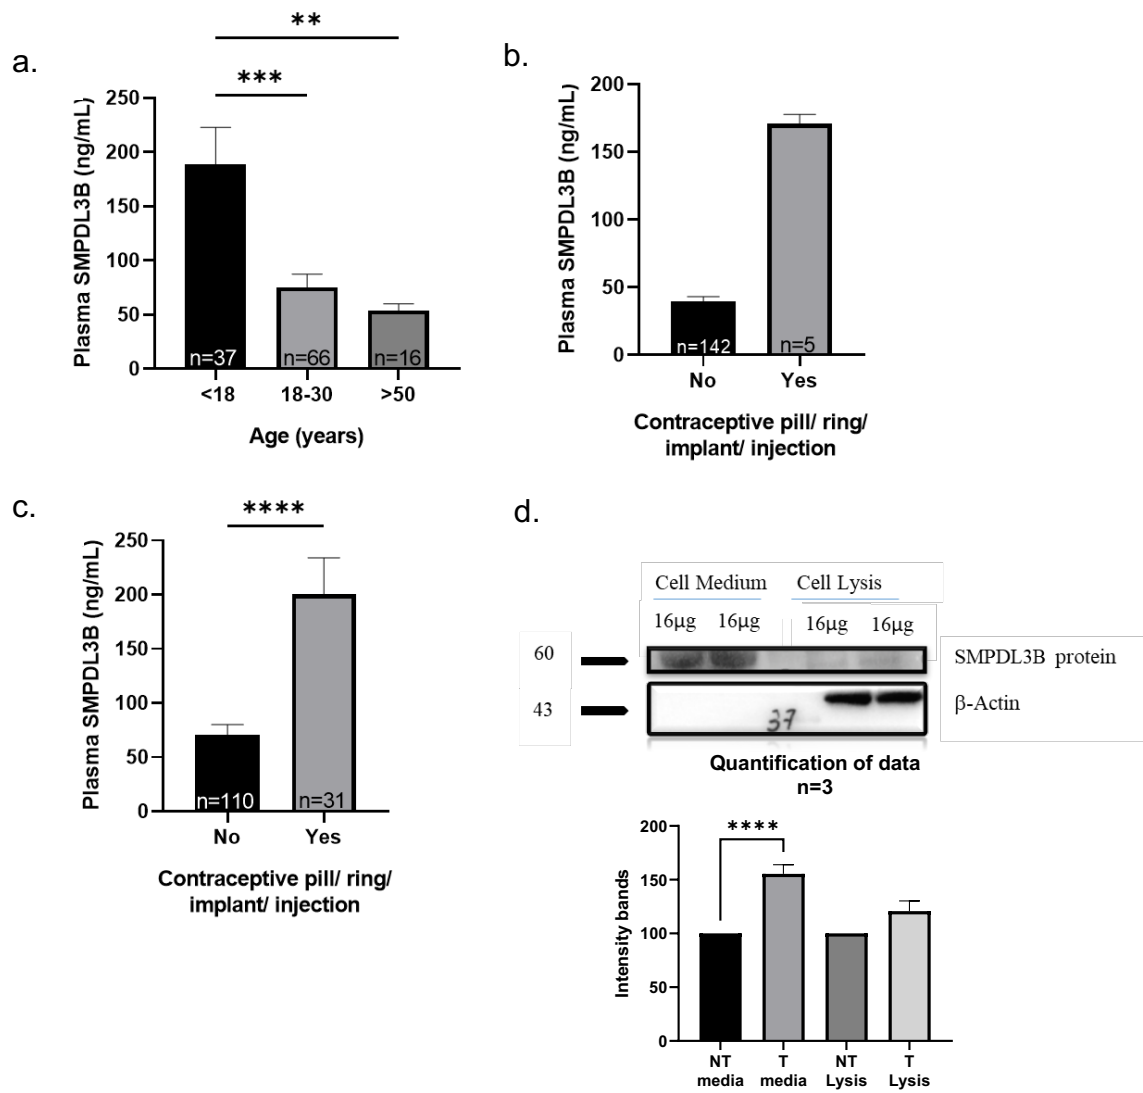 a.
**
***
Plasma SMPDL3B (ng/mL)
250
200
150
100
50
0
n=37
n=66
n=16
<18
18-30
>50
Age (years)
b.
Plasma SMPDL3B (ng/mL)
200
150
100
50
0
n=142
n=5
No
Yes
Contraceptive pill/ ring/
implant/ injection
c.
****
Plasma SMPDL3B (ng/mL)
250
200
150
100
50
0
n=110
n=31
No
Yes
Contraceptive pill/ ring/
implant/ injection
d.
Cell Medium
Cell Lysis
16µg
16µg
16µg
16µg
60
SMPDL3B protein
43
β-Actin
37
Quantification of data
n=3
****
Intensity bands
200
150
100
50
0
NT
media
T
media
NT
Lysis
T
Lysis